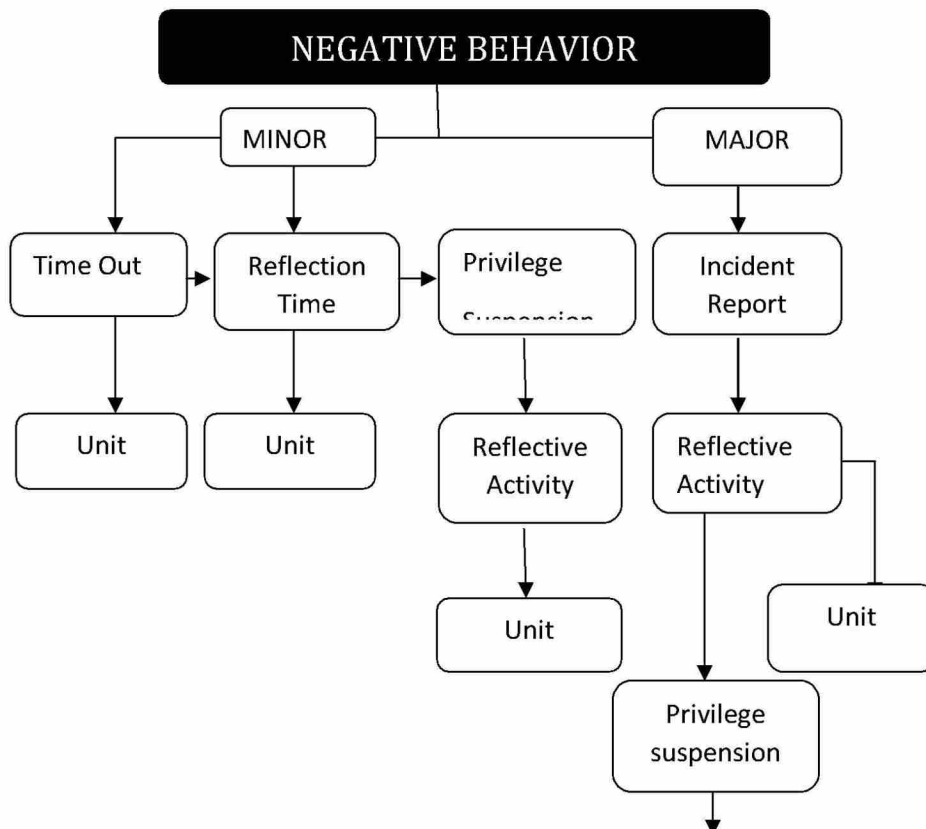 NEGATIVE BEHAVIOR
MINOR
MAJOR
Time Out
Reflection
Time
Privilege
Suspension
Incident
Report
Unit
Unit
Reflective
Activity
Reflective
Activity
Unit
Unit
Privilege
suspension